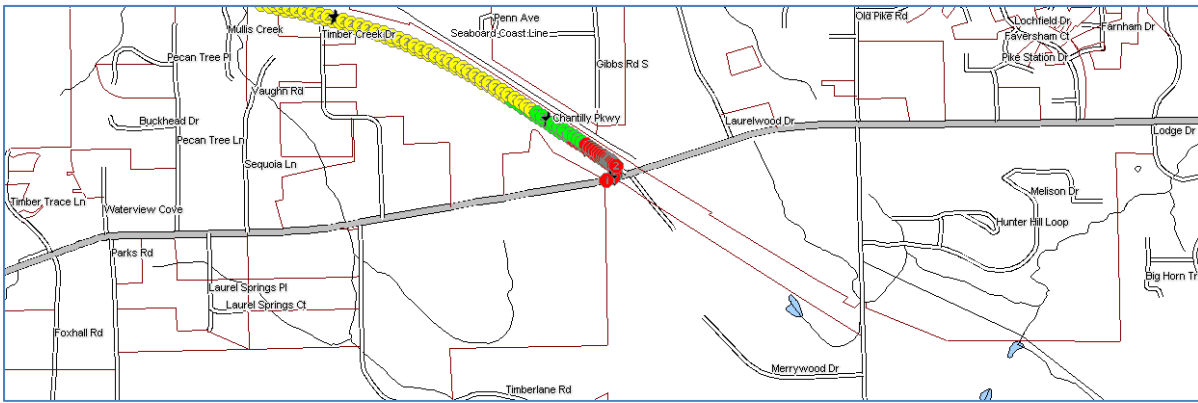 Penn Ave
Old Pike Rd
Lochfield Dr
Mullis Creek
Timber Creek Dr
Seaboard Coast Line
Faversham Ct
Farnham Dr
Pecan Tree Pl
Gibbs Rd S
Pike Station Dr
Vaughn Rd
Buckhead Dr
Chantilly Pkwy
Laurelwood Dr
Pecan Tree Ln
Lodge Dr
Sequoia Ln
Timber Trace Ln
Waterview Cove
Melison Dr
Hunter Hill Loop
Parks Rd
Laurel Springs Pl
Big Horn Tr
Laurel Springs Ct
Foxhall Rd
Merrywood Dr
Timberlane Rd